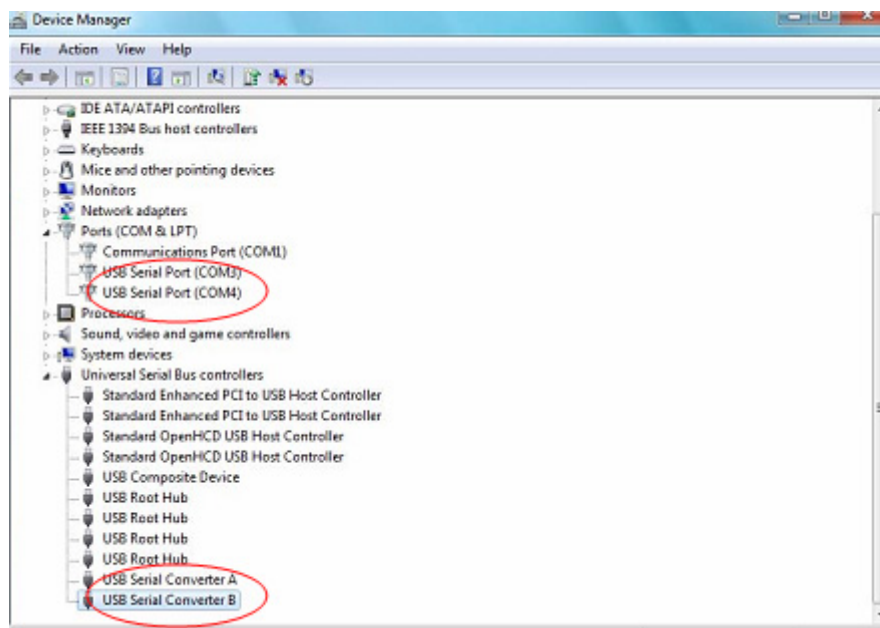 Device Manager
File Action View Help
IDE ATA/ATAPI controllers
IEEE 1394 Bus host controllers
Keyboards
Mice and other pointing devices
Monitors
Network adapters
Ports (COM & LPT)
Communications Port (COM1)
USB Serial Port (COM3)
USB Serial Port (COM4)
Processors
Sound, video and game controllers
System devices
Universal Serial Bus controllers
Standard Enhanced PCI to USB Host Controller
Standard Enhanced PCI to USB Host Controller
Standard OpenHCD USB Host Controller
Standard OpenHCD USB Host Controller
USB Composite Device
USB Root Hub
USB Root Hub
USB Root Hub
USB Root Hub
USB Serial Converter A
USB Serial Converter B